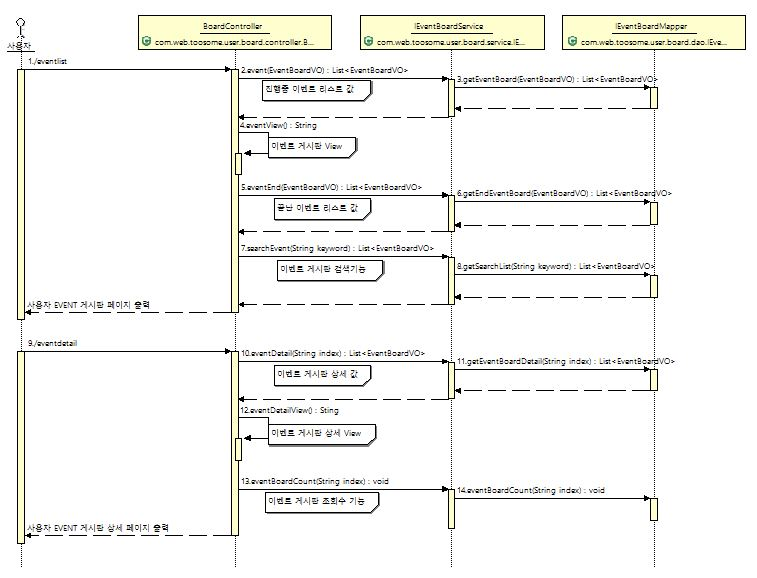 사용자
BoardController
com.web.toosome.user.board.controller.B...
IEventBoardService
com.web.toosome.user.board.service.IE...
IEventBoardMapper
com.web.toosome.user.board.dao.IEve...
1./eventlist
2.event(EventBoardVO) : List<EventBoardVO>
진행중 이벤트 리스트 값
3.getEventBoard(EventBoardVO) : List<EventBoardVO>
4.eventView() : String
이벤트 게시판 View
5.eventEnd(EventBoardVO) : List<EventBoardVO>
끝난 이벤트 리스트 값
6.getEndEventBoard(EventBoardVO) : List<EventBoardVO>
7.searchEvent(String keyword) : List<EventBoardVO>
이벤트 게시판 검색기능
8.getSearchList(String keyword) : List<EventBoardVO>
사용자 EVENT 게시판 페이지 출력
9./eventdetail
10.eventDetail(String index) : List<EventBoardVO>
이벤트 게시판 상세 값
11.getEventBoardDetail(String index) : List<EventBoardVO>
12.eventDetailView() : Sting
이벤트 게시판 상세 View
13.eventBoardCount(String index) : void
이벤트 게시판 조회수 기능
14.eventBoardCount(String index) : void
사용자 EVENT 게시판 상세 페이지 출력